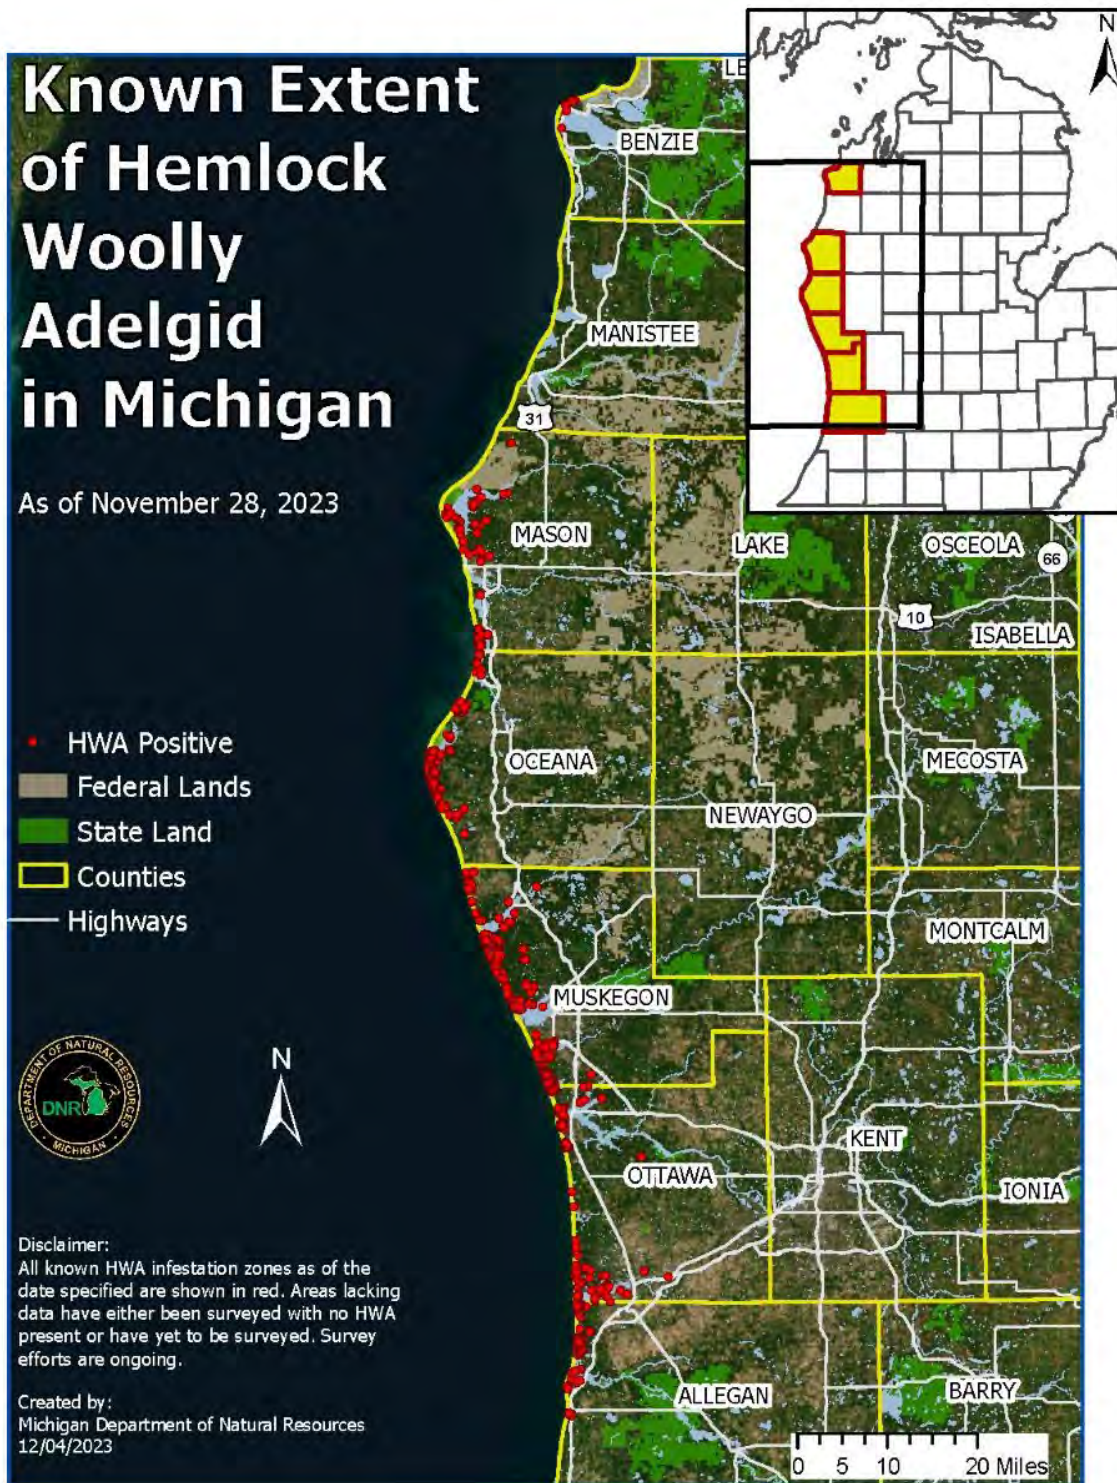 Known Extent
of Hemlock
Woolly
Adelgid
in Michigan
As of November 28, 2023
HWA Positive
Federal Lands
State Land
Counties
Highways
DEPARTMENT OF NATURAL RESOURCES
DNR
MICHIGAN
N
Disclaimer:
All known HWA infestation zones as of the
date specified are shown in red. Areas lacking
data have either been surveyed with no HWA
present or have yet to be surveyed. Survey
efforts are ongoing.
Created by:
Michigan Department of Natural Resources
12/04/2023
N
LE
BENZIE
MANISTEE
31
MASON
LAKE
OSCEOLA
66
10
ISABELLA
OCEANA
MECOSTA
NEWAYGO
MONTCALM
MUSKEGON
KENT
OTTAWA
IONIA
ALLEGAN
BARRY
0 5 10 20 Miles